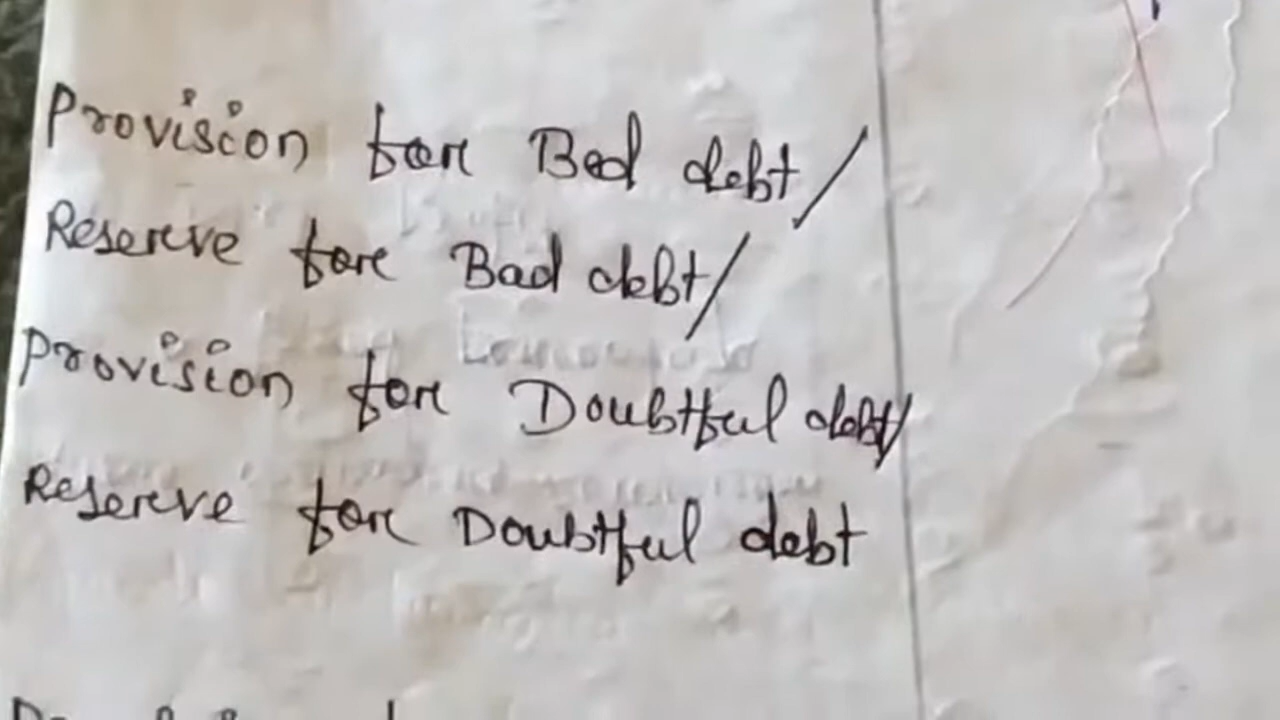 Provision for Bad debt/
Reserve for Bad debt/
Provision for Doubtful debt/
Reserve for Doubtful debt